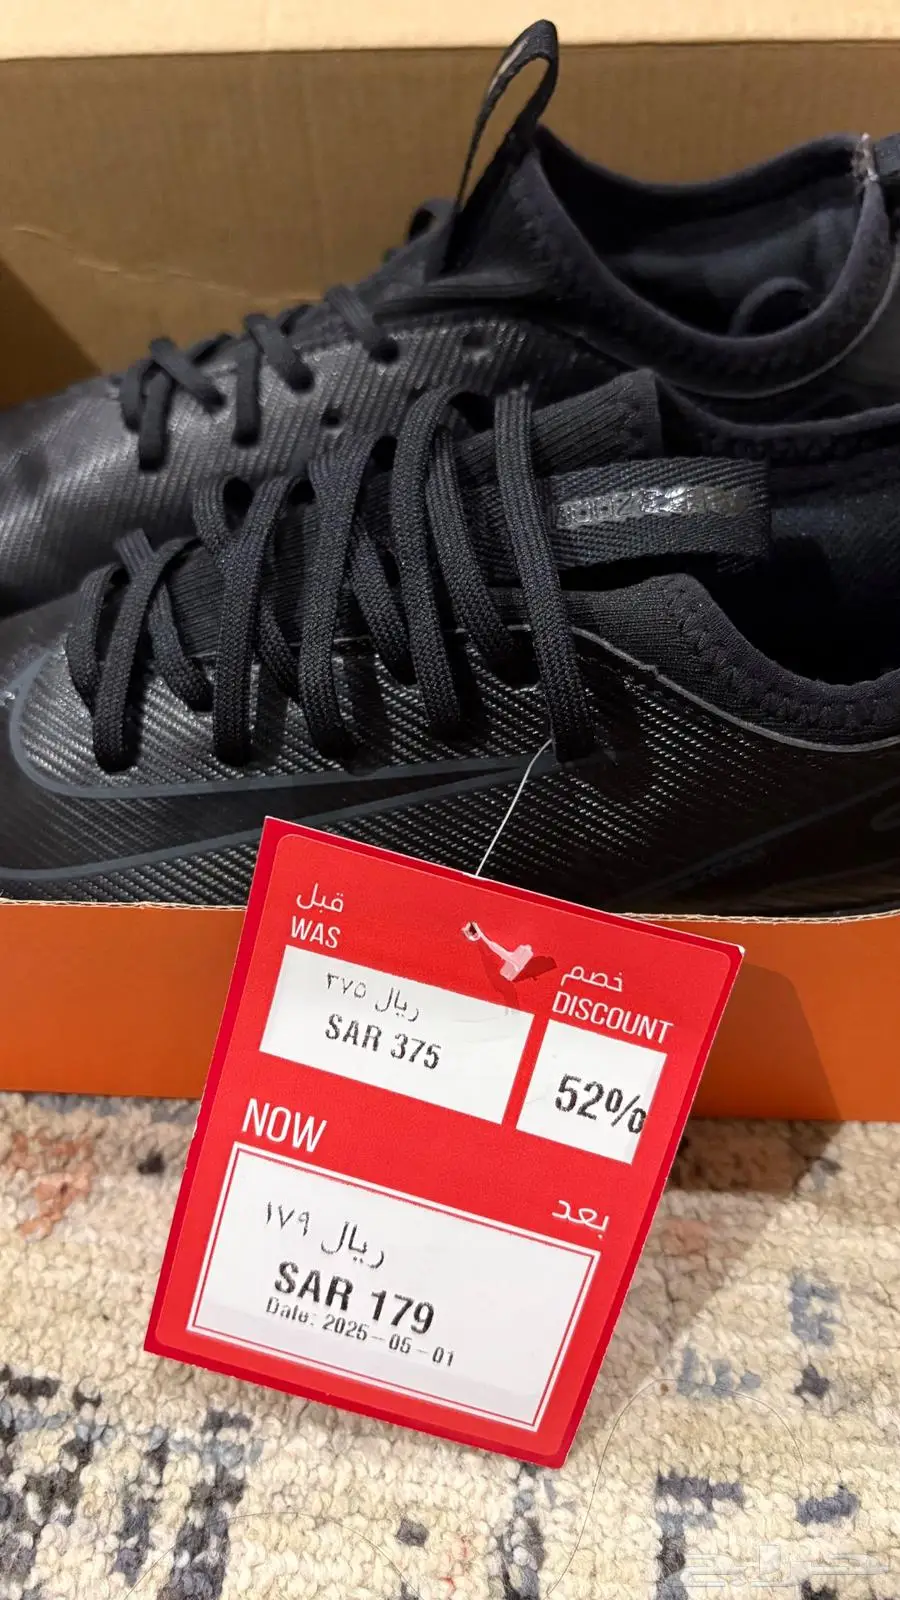 قبل
WAS
ريال ٣٧٥
SAR 375
خصم
DISCOUNT
52%
NOW
بعد
ريال ١٧٩
SAR 179
Date: 2025-05-01
حراج